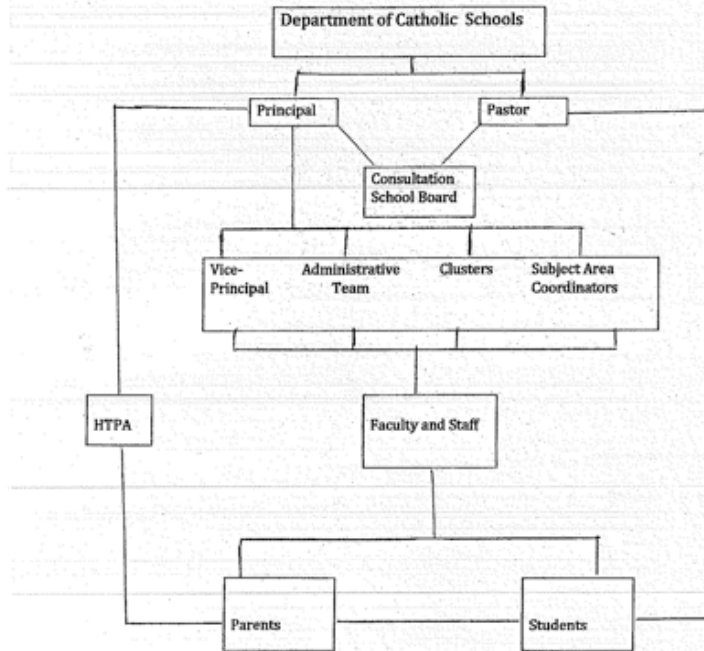 Department of Catholic Schools
Principal
Pastor
Consultation
School Board
Vice-
Principal
Administrative
Team
Clusters
Subject Area
Coordinators
HTPA
Faculty and Staff
Parents
Students